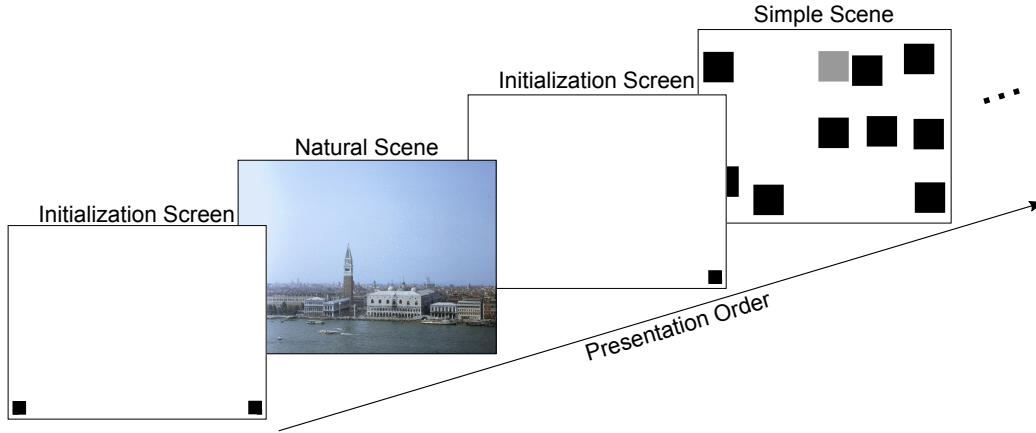 Simple Scene
Initialization Screen
Natural Scene
Initialization Screen
Presentation Order